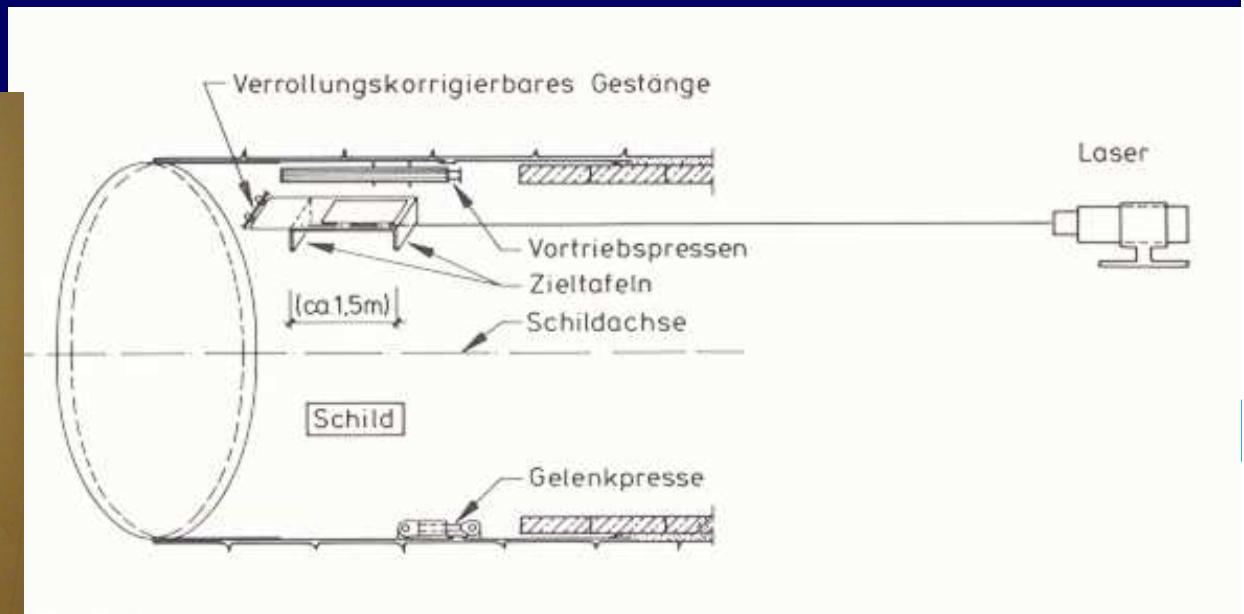 Verrollungskorrigierbares Gestänge
Laser
Vortriebspressen
Zieltafeln
(ca.1,5m)
Schildachse
Schild
Gelenkpresse